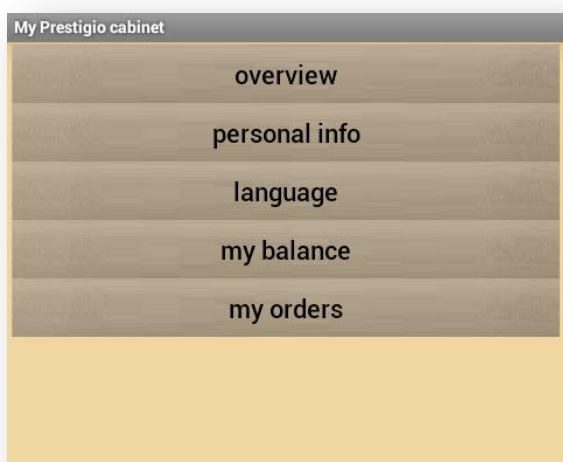 My Prestigio cabinet
overview
personal info
language
my balance
my orders